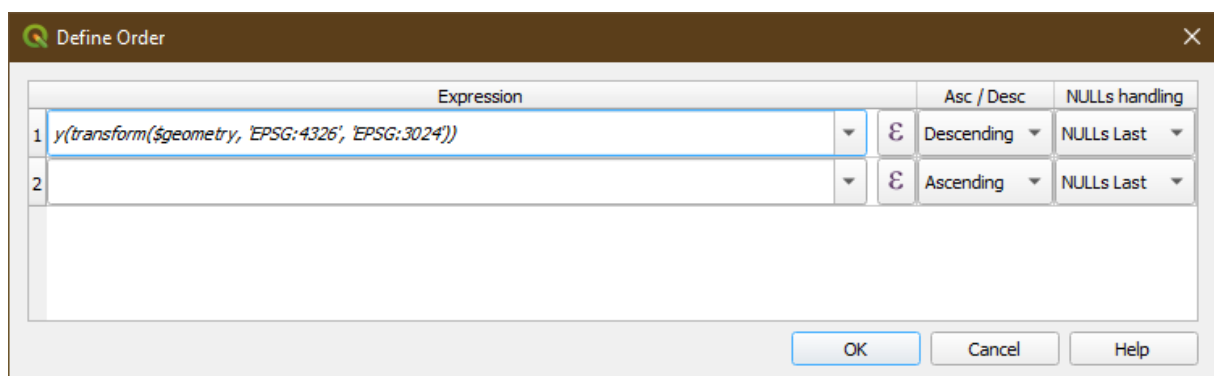 Define Order
Expression Asc / Desc NULLs handling
1 y(transform($geometry, 'EPSG:4326', 'EPSG:3024')) ε Descending NULLs Last
2 ε Ascending NULLs Last
OK Cancel Help